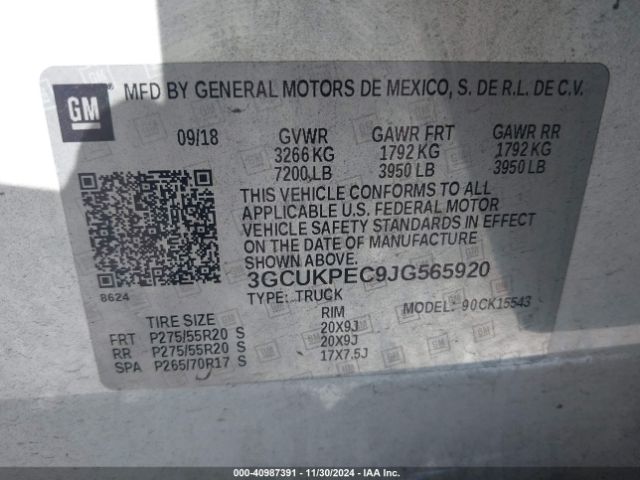 GM
MFD BY GENERAL MOTORS DE MEXICO, S. DE R.L. DE C.V.
09/18 GVWR GAWR FRT GAWR RR
3266 KG 1792 KG 1792 KG
7200 LB 3950 LB 3950 LB
THIS VEHICLE CONFORMS TO ALL
APPLICABLE U.S. FEDERAL MOTOR
VEHICLE SAFETY STANDARDS IN EFFECT
ON THE DATE OF MANUFACTURE
SHOWN ABOVE.
3GCUKPEC9JG565920
8624
TYPE: TRUCK MODEL: 90CK15543
TIRE SIZE RIM
FRT P275/55R20 S 20X9J
RR P275/55R20 S 20X9J
SPA P265/70R17 S 17X7.5J
000-40987391 - 11/30/2024 - IAA Inc.